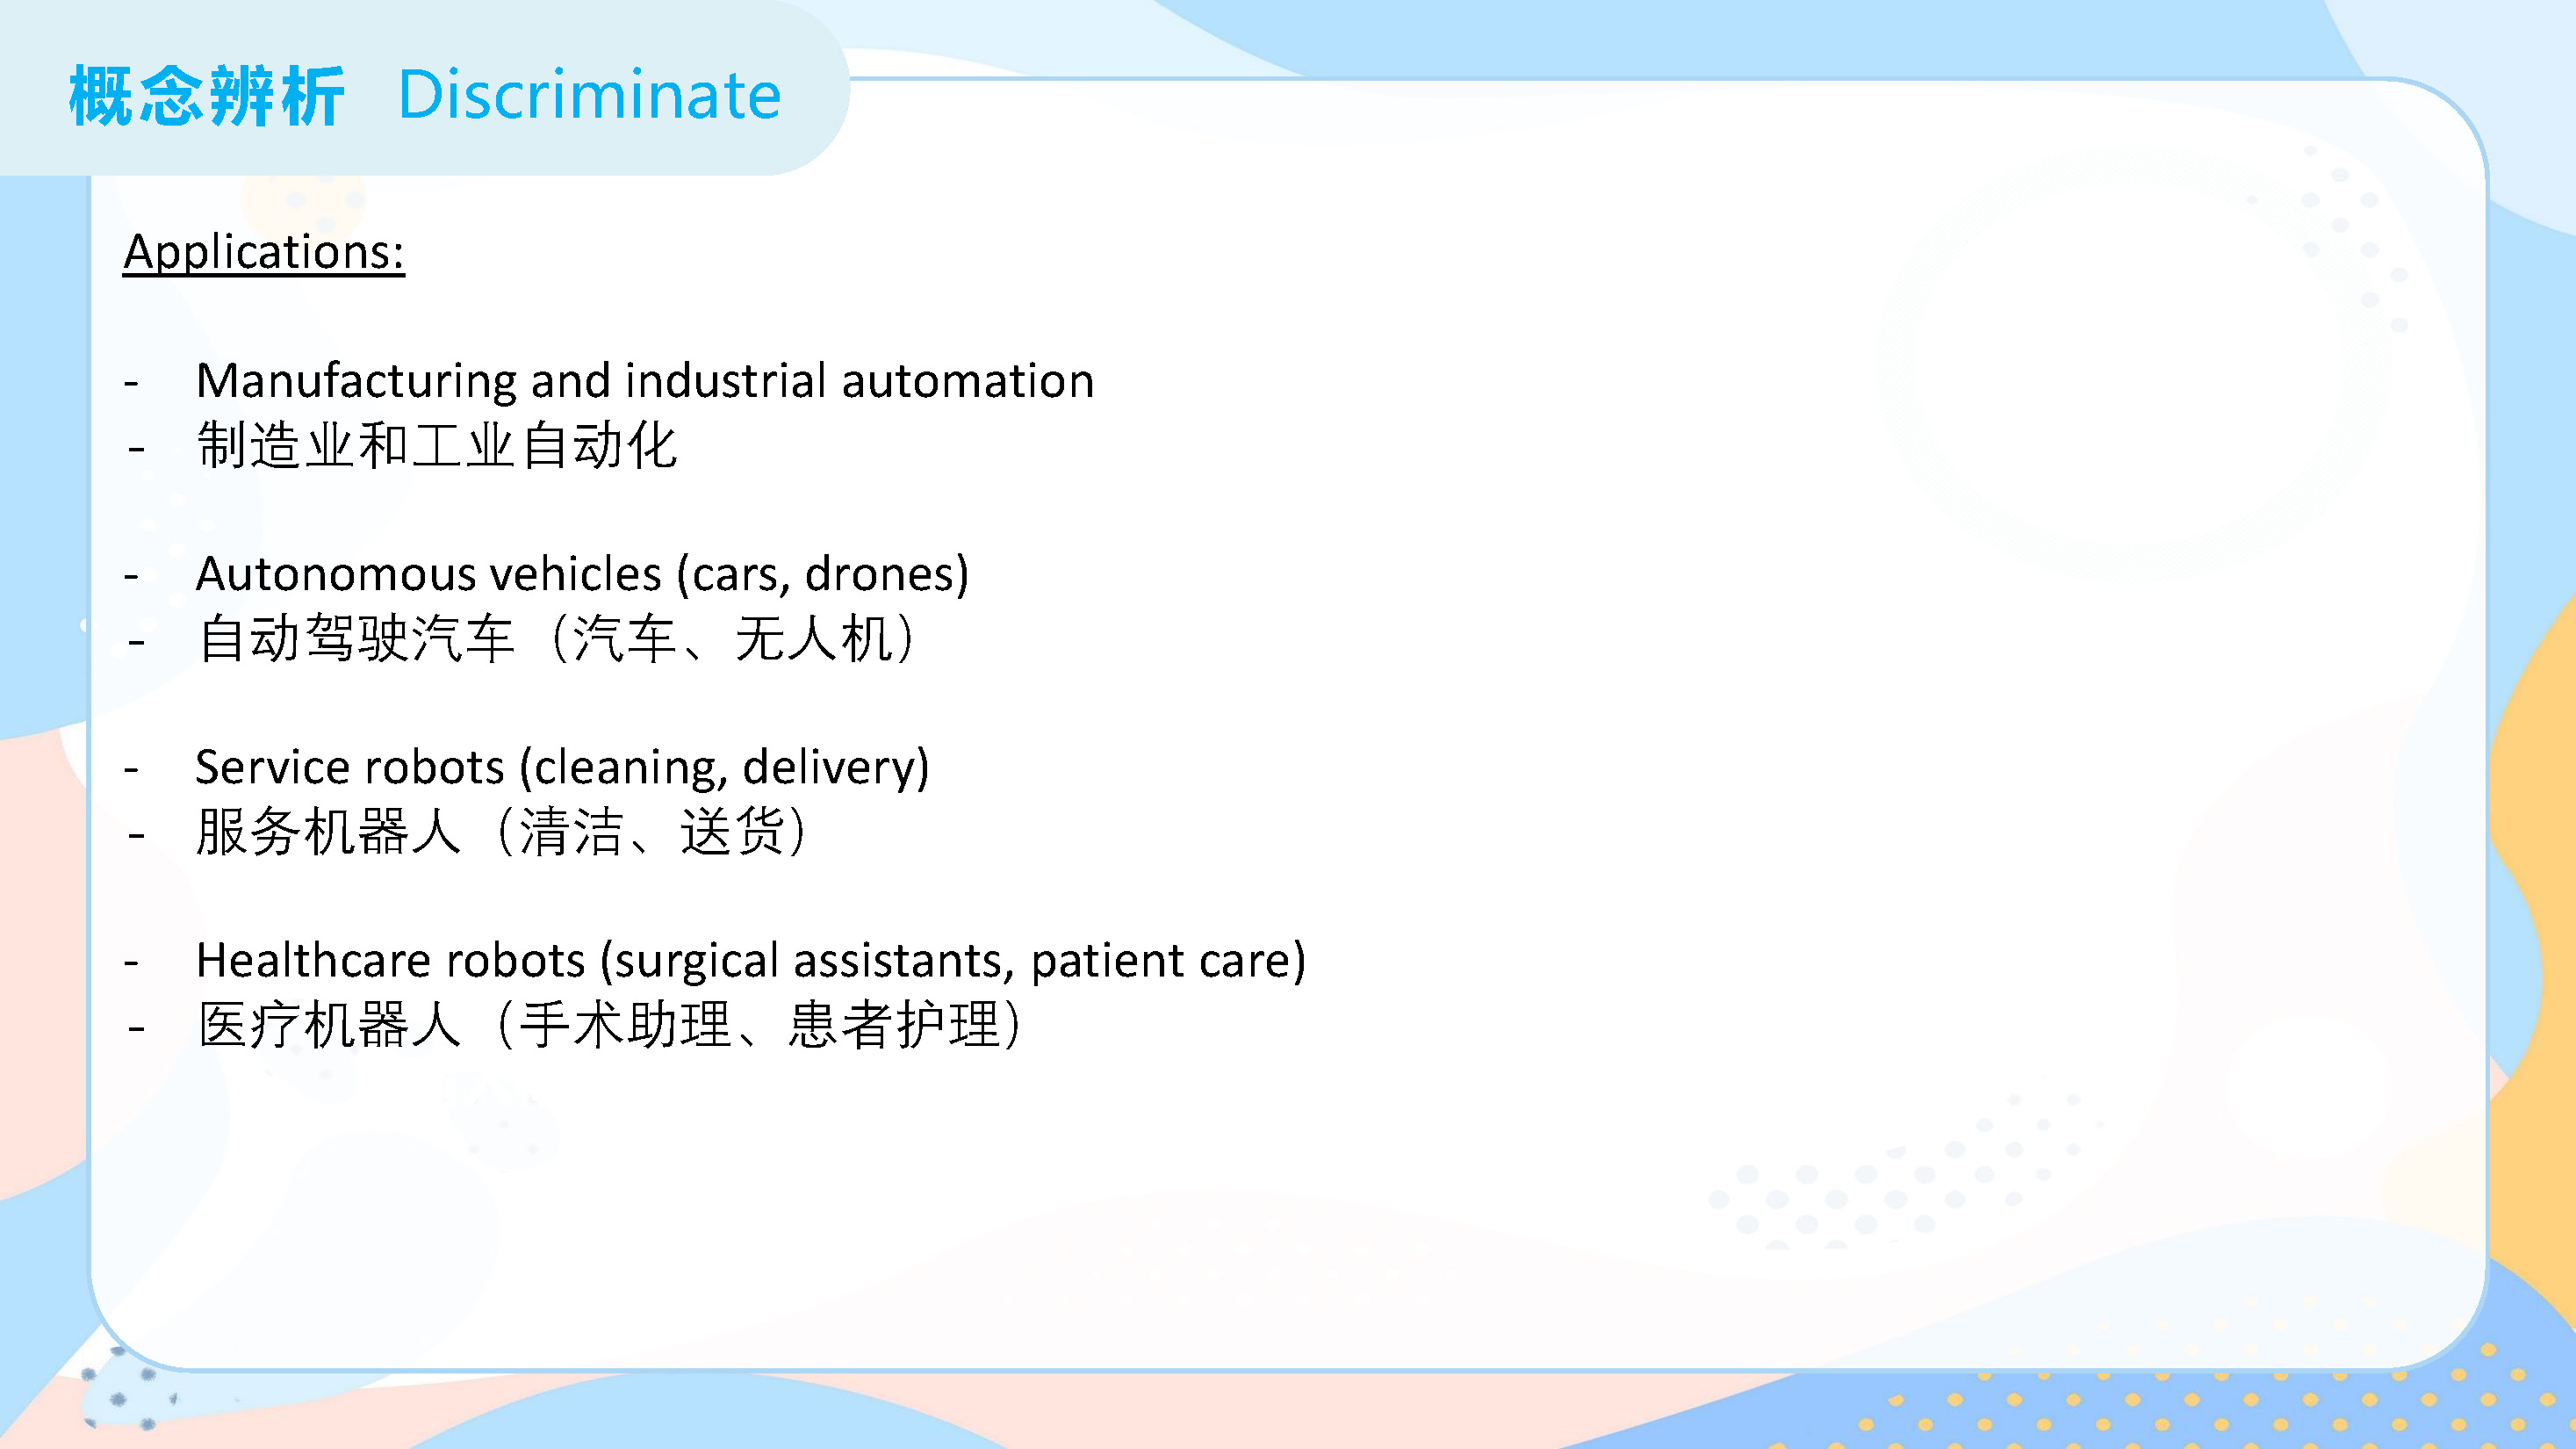 概念辨析 Discriminate
Applications:
- Manufacturing and industrial automation
- 制造业和工业自动化
- Autonomous vehicles (cars, drones)
- 自动驾驶汽车（汽车、无人机）
- Service robots (cleaning, delivery)
- 服务机器人（清洁、送货）
- Healthcare robots (surgical assistants, patient care)
- 医疗机器人（手术助理、患者护理）